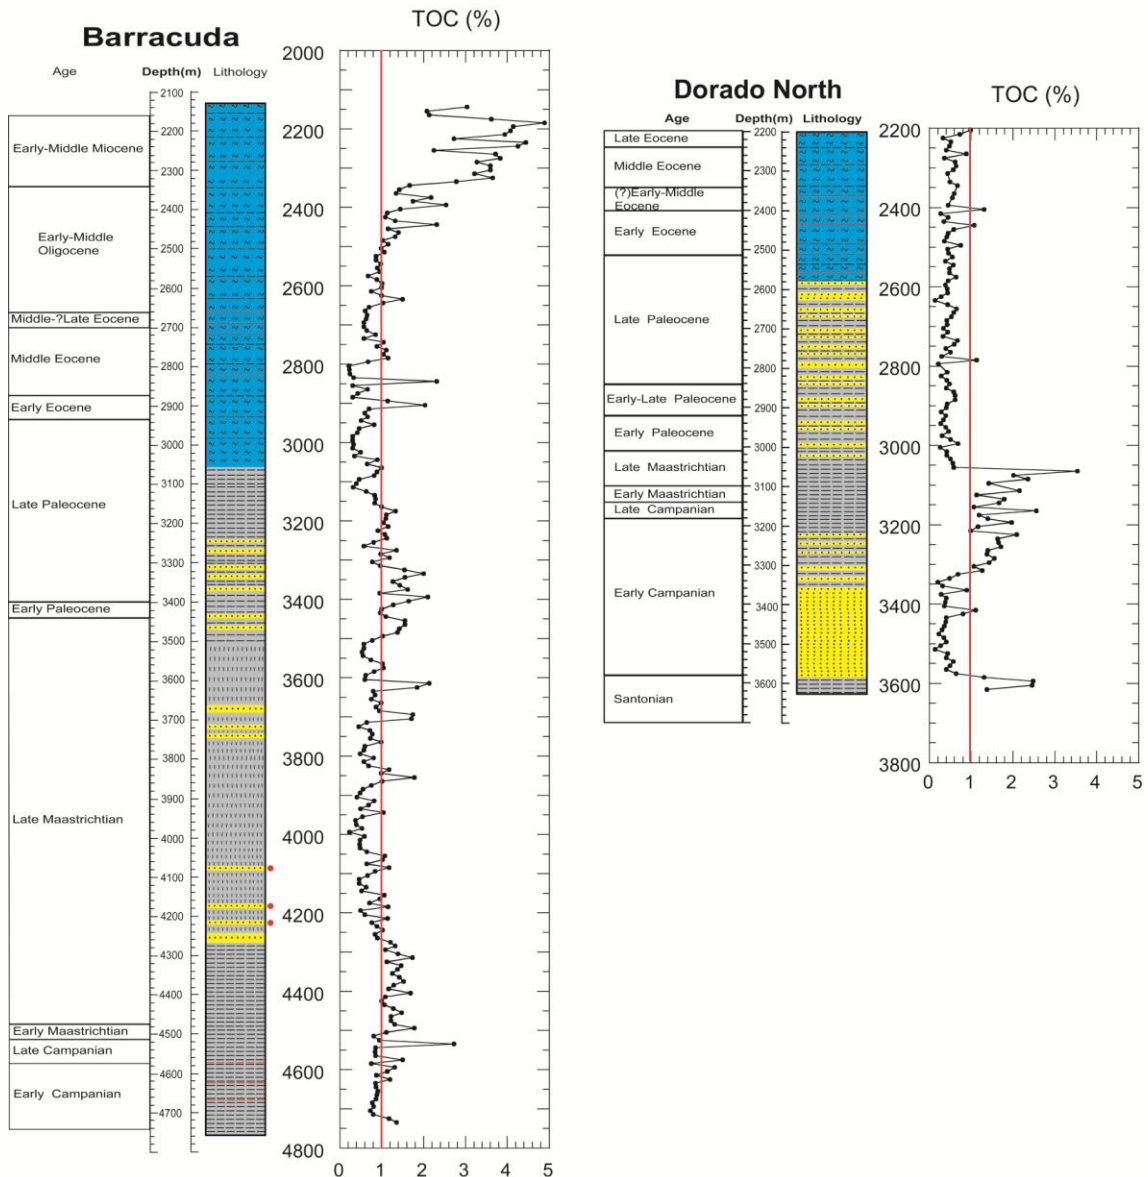 Barracuda
TOC (%)
Age
Depth(m)
Lithology
Early-Middle Miocene
Early-Middle
Oligocene
Middle-?Late Eocene
Middle Eocene
Early Eocene
Late Paleocene
Early Paleocene
Late Maastrichtian
Early Maastrichtian
Late Campanian
Early Campanian
2100
2200
2300
2400
2500
2600
2700
2800
2900
3000
3100
3200
3300
3400
3500
3600
3700
3800
3900
4000
4100
4200
4300
4400
4500
4600
4700
2000
2200
2400
2600
2800
3000
3200
3400
3600
3800
4000
4200
4400
4600
4800
0 1 2 3 4 5
Dorado North
TOC (%)
Age
Depth(m)
Lithology
Late Eocene
Middle Eocene
(?)Early-Middle
Eocene
Early Eocene
Late Paleocene
Early-Late Paleocene
Early Paleocene
Late Maastrichtian
Early Maastrichtian
Late Campanian
Early Campanian
Santonian
2200
2300
2400
2500
2600
2700
2800
2900
3000
3100
3200
3300
3400
3500
3600
2200
2400
2600
2800
3000
3200
3400
3600
3800
0 1 2 3 4 5